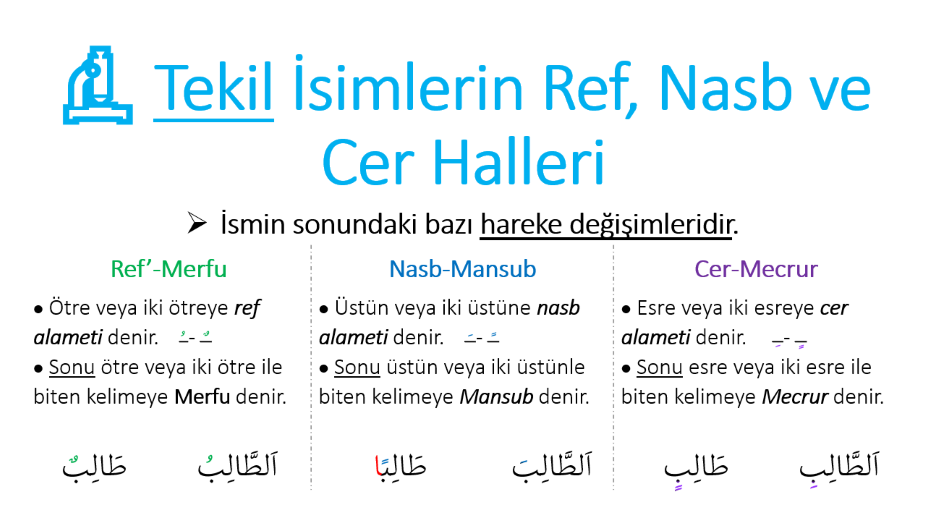 Tekil İsimlerin Ref, Nasb ve
Cer Halleri
➢ İsmin sonundaki bazı hareke değişimleridir.
Ref’-Merfu
● Ötre veya iki ötreye ref
alameti denir. ـُ - ـٌ
● Sonu ötre veya iki ötre ile
biten kelimeye Merfu denir.
اَلطَّالِبُ طَالِبٌ
Nasb-Mansub
● Üstün veya iki üstüne nasb
alameti denir. ـَ - ـً
● Sonu üstün veya iki üstünle
biten kelimeye Mansub denir.
اَلطَّالِبَ طَالِبًا
Cer-Mecrur
● Esre veya iki esreye cer
alameti denir. ـِ - ـٍ
● Sonu esre veya iki esre ile
biten kelimeye Mecrur denir.
اَلطَّالِبِ طَالِبٍ